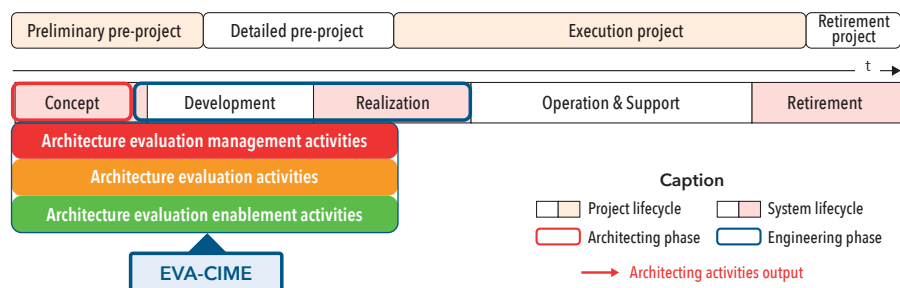 Preliminary pre-project
Detailed pre-project
Execution project
Retirement
project
t
Concept
Development
Realization
Operation & Support
Retirement
Architecture evaluation management activities
Architecture evaluation activities
Architecture evaluation enablement activities
EVA-CIME
Caption
Project lifecycle
System lifecycle
Architecting phase
Engineering phase
Architecting activities output